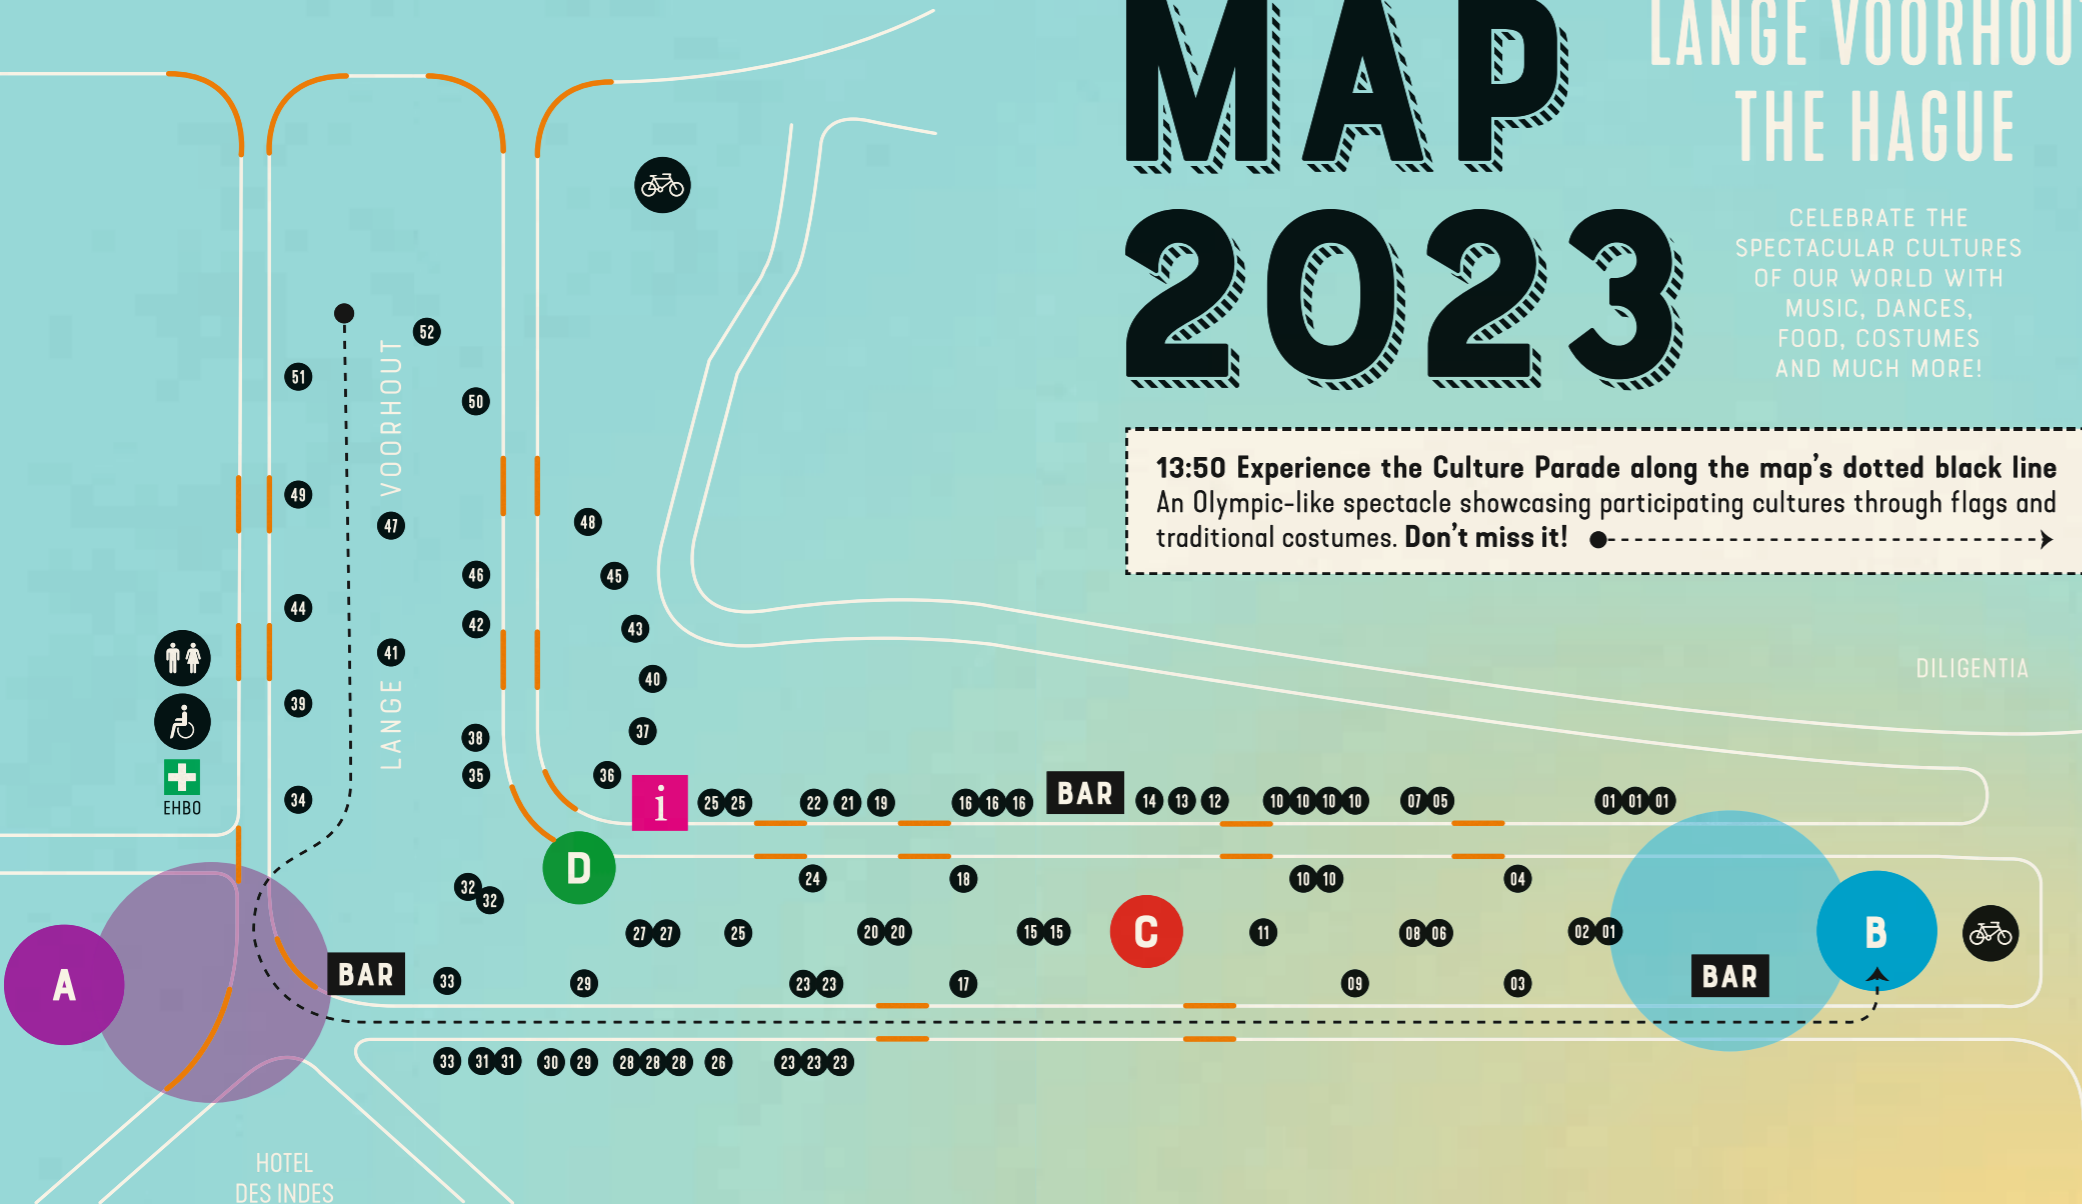 MAP
2023
LANGE VOORHOU
THE HAGUE
CELEBRATE THE
SPECTACULAR CULTURES
OF OUR WORLD WITH
MUSIC, DANCES,
FOOD, COSTUMES
AND MUCH MORE!
13:50 Experience the Culture Parade along the map's dotted black line
An Olympic-like spectacle showcasing participating cultures through flags and
traditional costumes. Don't miss it!
DILIGENTIA
LANGE VOORHOUT
52
51
50
49
48
47
46
45
44
43
42
41
40
39
38
37
36
35
34
EHBO
i
25 25
22 21 19
16 16 16
BAR
14 13 12
10 10 10 10
07 05
01 01 01
D
24
18
10 10
04
32
32
27 27
25
20 20
15 15
C
11
08 06
02 01
B
A
BAR
33
29
23 23
17
09
03
BAR
33
31 31
30
29
28 28 28
26
23 23 23
HOTEL
DES INDES